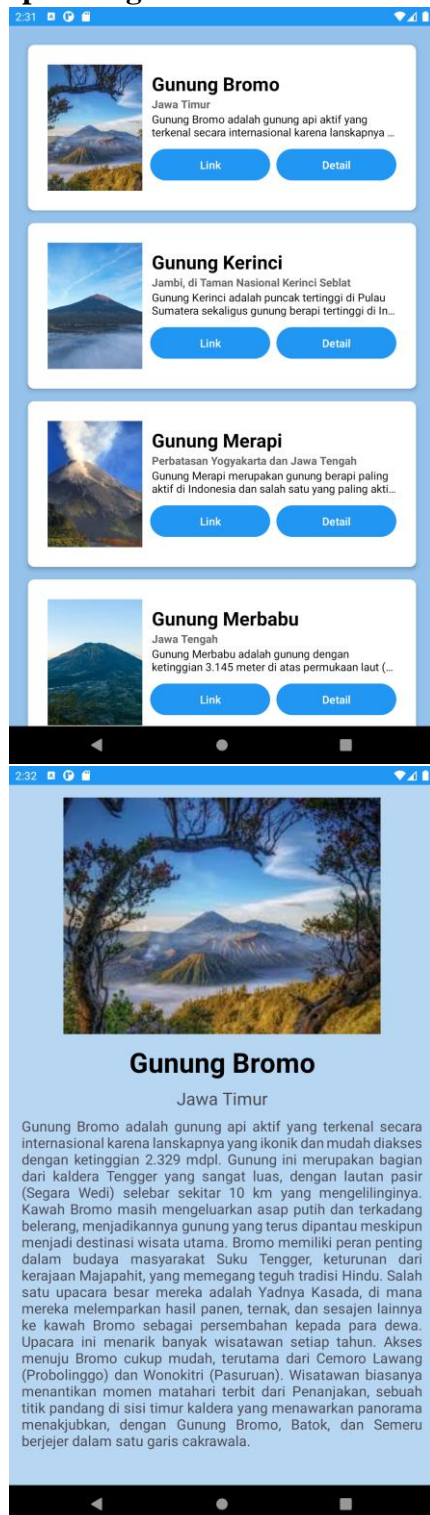 2:31
Gunung Bromo
Jawa Timur
Gunung Bromo adalah gunung api aktif yang
terkenal secara internasional karena lanskapnya ...
Link Detail
Gunung Kerinci
Jambi, di Taman Nasional Kerinci Seblat
Gunung Kerinci adalah puncak tertinggi di Pulau
Sumatera sekaligus gunung berapi tertinggi di In...
Link Detail
Gunung Merapi
Perbatasan Yogyakarta dan Jawa Tengah
Gunung Merapi merupakan gunung berapi paling
aktif di Indonesia dan salah satu yang paling akti...
Link Detail
Gunung Merbabu
Jawa Tengah
Gunung Merbabu adalah gunung dengan
ketinggian 3.145 meter di atas permukaan laut (...
Link Detail
2:32
Gunung Bromo
Jawa Timur
Gunung Bromo adalah gunung api aktif yang terkenal secara
internasional karena lanskapnya yang ikonik dan mudah diakses
dengan ketinggian 2.329 mdpl. Gunung ini merupakan bagian
dari kaldera Tengger yang sangat luas, dengan lautan pasir
(Segara Wedi) selebar sekitar 10 km yang mengelilinginya.
Kawah Bromo masih mengeluarkan asap putih dan terkadang
belerang, menjadikannya gunung yang terus dipantau meskipun
menjadi destinasi wisata utama. Bromo memiliki peran penting
dalam budaya masyarakat Suku Tengger, keturunan dari
kerajaan Majapahit, yang memegang teguh tradisi Hindu. Salah
satu upacara besar mereka adalah Yadnya Kasada, di mana
mereka melemparkan hasil panen, ternak, dan sesajen lainnya
ke kawah Bromo sebagai persembahan kepada para dewa.
Upacara ini menarik banyak wisatawan setiap tahun. Akses
menuju Bromo cukup mudah, terutama dari Cemoro Lawang
(Probolinggo) dan Wonokitri (Pasuruan). Wisatawan biasanya
menantikan momen matahari terbit dari Penanjakan, sebuah
titik pandang di sisi timur kaldera yang menawarkan panorama
menakjubkan, dengan Gunung Bromo, Batok, dan Semeru
berjejer dalam satu garis cakrawala.